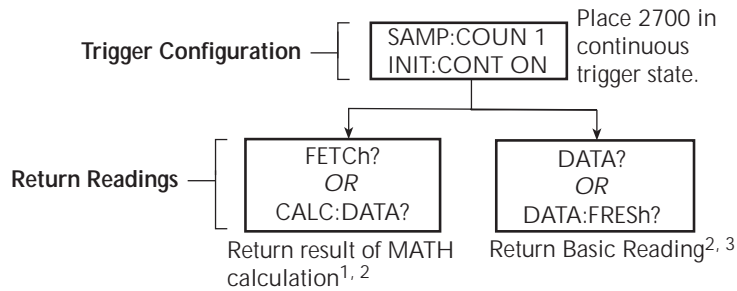 Trigger Configuration
SAMP:COUN 1
INIT:CONT ON
Place 2700 in
continuous
trigger state.
Return Readings
FETCh?
OR
CALC:DATA?
DATA?
OR
DATA:FRESh?
Return result of MATH
calculation1, 2
Return Basic Reading2, 3